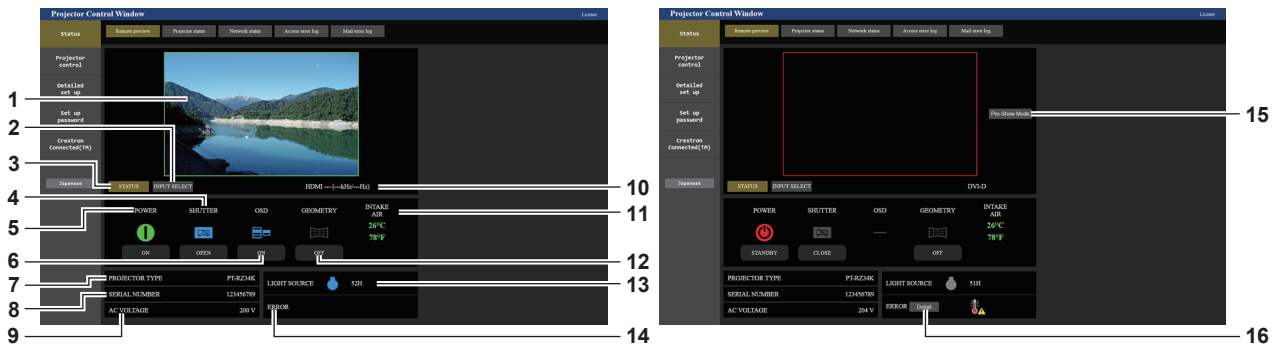 Projector Control Window
License
Status
Remote preview
Projector status
Network status
Access error log
Mail error log
Projector
control
Detailed
set up
Set up
password
Crestron
Connected(TM)
Japanese
STATUS
INPUT SELECT
HDMI --- (---kHz/---Hz)
POWER
SHUTTER
OSD
GEOMETRY
INTAKE
AIR
26°C
78°F
ON
OPEN
ON
OFF
PROJECTOR TYPE
PT-RZ34K
SERIAL NUMBER
123456789
AC VOLTAGE
200 V
LIGHT SOURCE
52H
ERROR
1
2
3
4
5
6
7
8
9
10
11
12
13
14
Projector Control Window
License
Status
Remote preview
Projector status
Network status
Access error log
Mail error log
Projector
control
Detailed
set up
Set up
password
Crestron
Connected(TM)
Japanese
Pre-Show Mode
STATUS
INPUT SELECT
DVI-D
POWER
SHUTTER
OSD
GEOMETRY
INTAKE
AIR
26°C
78°F
STANDBY
CLOSE
OFF
PROJECTOR TYPE
PT-RZ34K
SERIAL NUMBER
123456789
AC VOLTAGE
204 V
LIGHT SOURCE
51H
ERROR
Detail
15
16